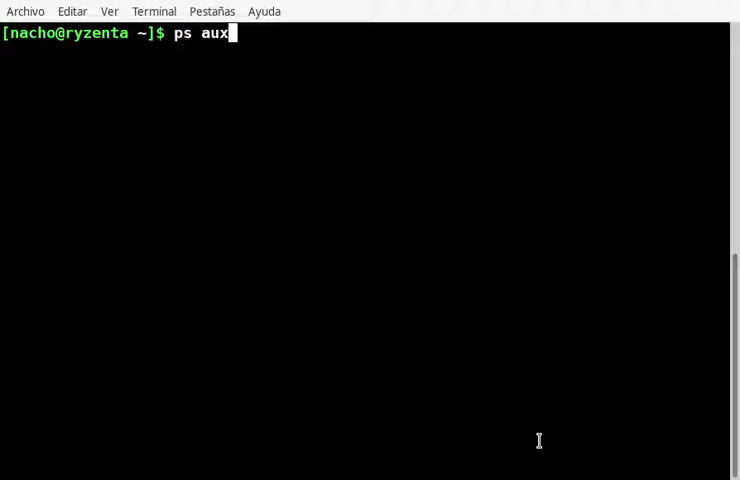 Archivo Editar Ver Terminal Pestañas Ayuda
[nacho@ryzenta ~]$ ps aux